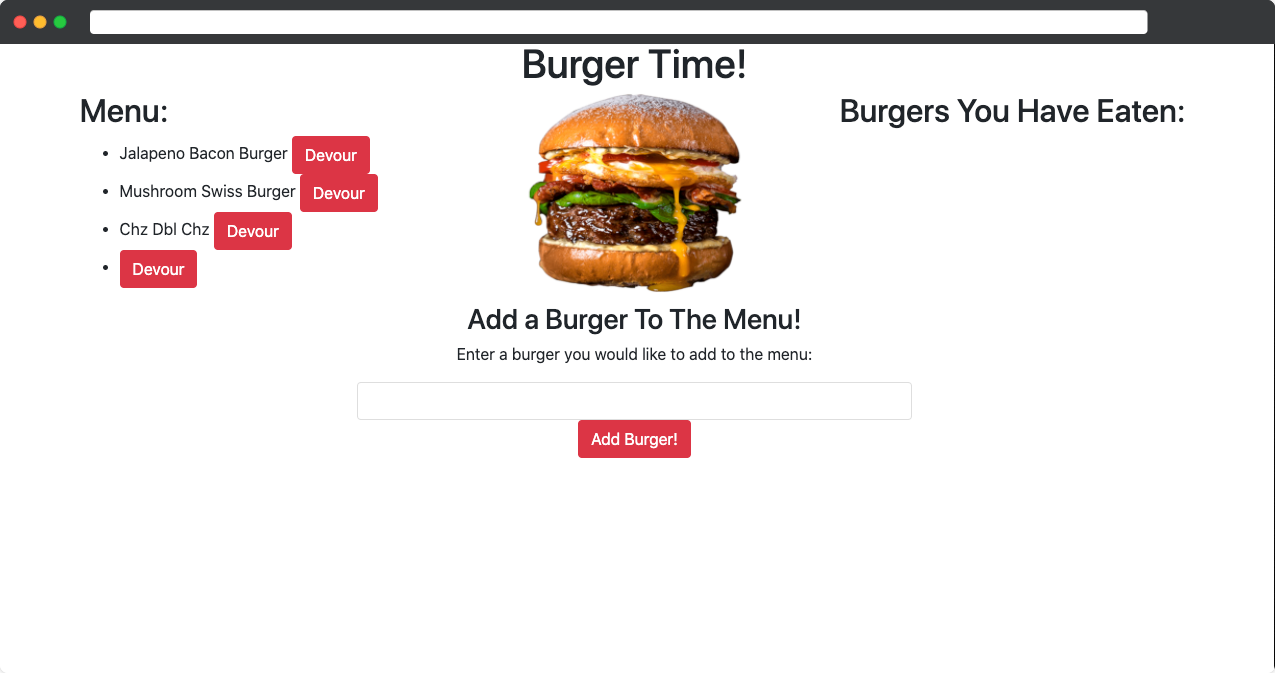 Burger Time!
Menu:
Jalapeno Bacon Burger Devour
Mushroom Swiss Burger Devour
Chz Dbl Chz Devour
Devour
Burgers You Have Eaten:
Add a Burger To The Menu!
Enter a burger you would like to add to the menu:
Add Burger!